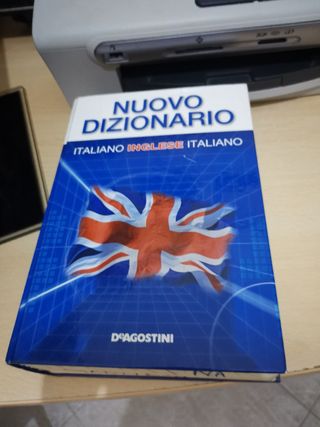 NUOVO
DIZIONARIO
ITALIANO INGLESE ITALIANO
DEAGOSTINI